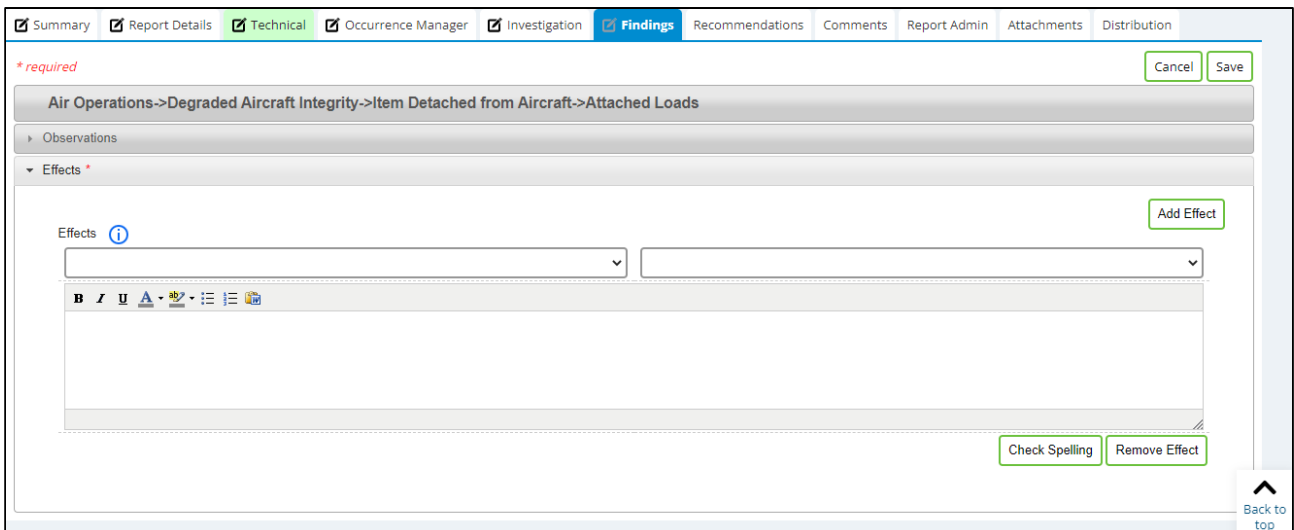 Summary Report Details Technical Occurrence Manager Investigation Findings Recommendations Comments Report Admin Attachments Distribution
* required
Cancel Save
Air Operations->Degraded Aircraft Integrity->Item Detached from Aircraft->Attached Loads
Observations
Effects *
Add Effect
Effects
B I U A ab
Check Spelling Remove Effect
Back to
top